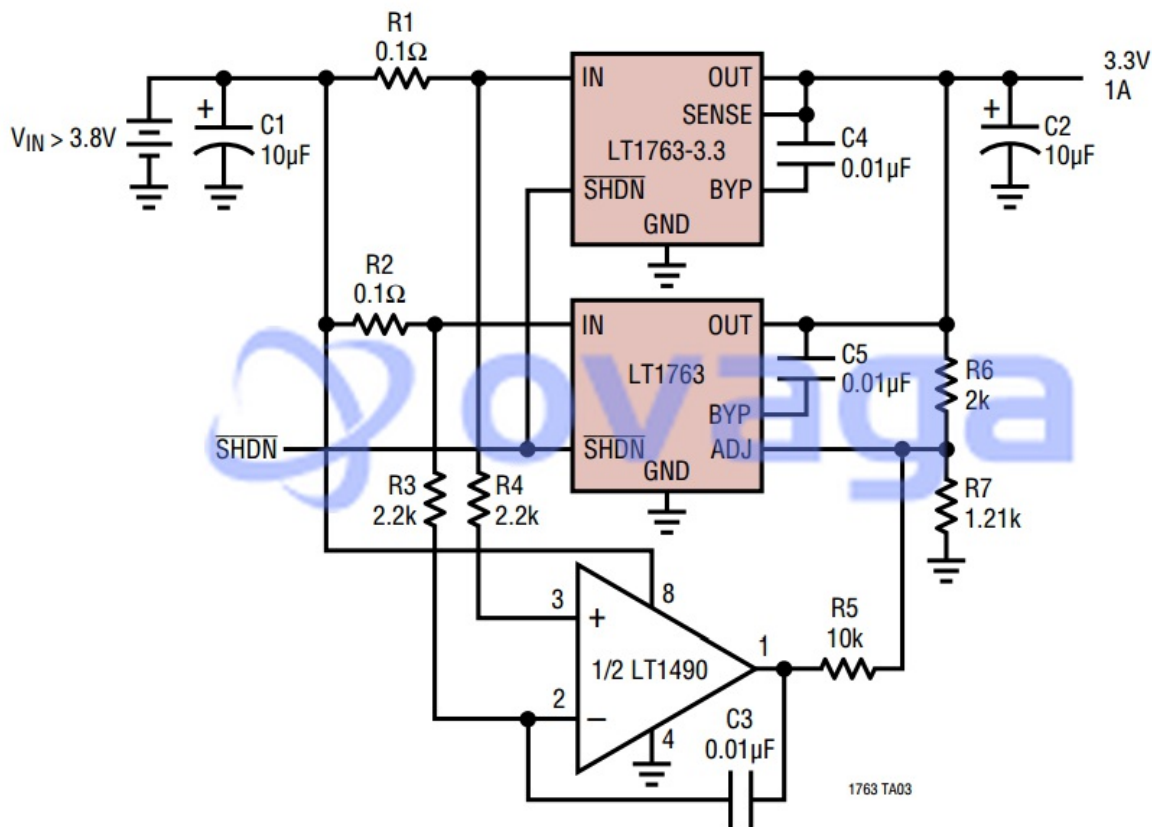 R1
0.1Ω
IN
OUT
3.3V
1A
SENSE
+
C1
10µF
VIN > 3.8V
LT1763-3.3
C4
0.01µF
+
C2
10µF
SHDN
BYP
GND
R2
0.1Ω
IN
OUT
LT1763
C5
0.01µF
R6
2k
BYP
SHDN
SHDN
ADJ
GND
R3
2.2k
R4
2.2k
R7
1.21k
8
3
+
1/2 LT1490
1
R5
10k
2
−
4
C3
0.01µF
1763 TA03
ovaga